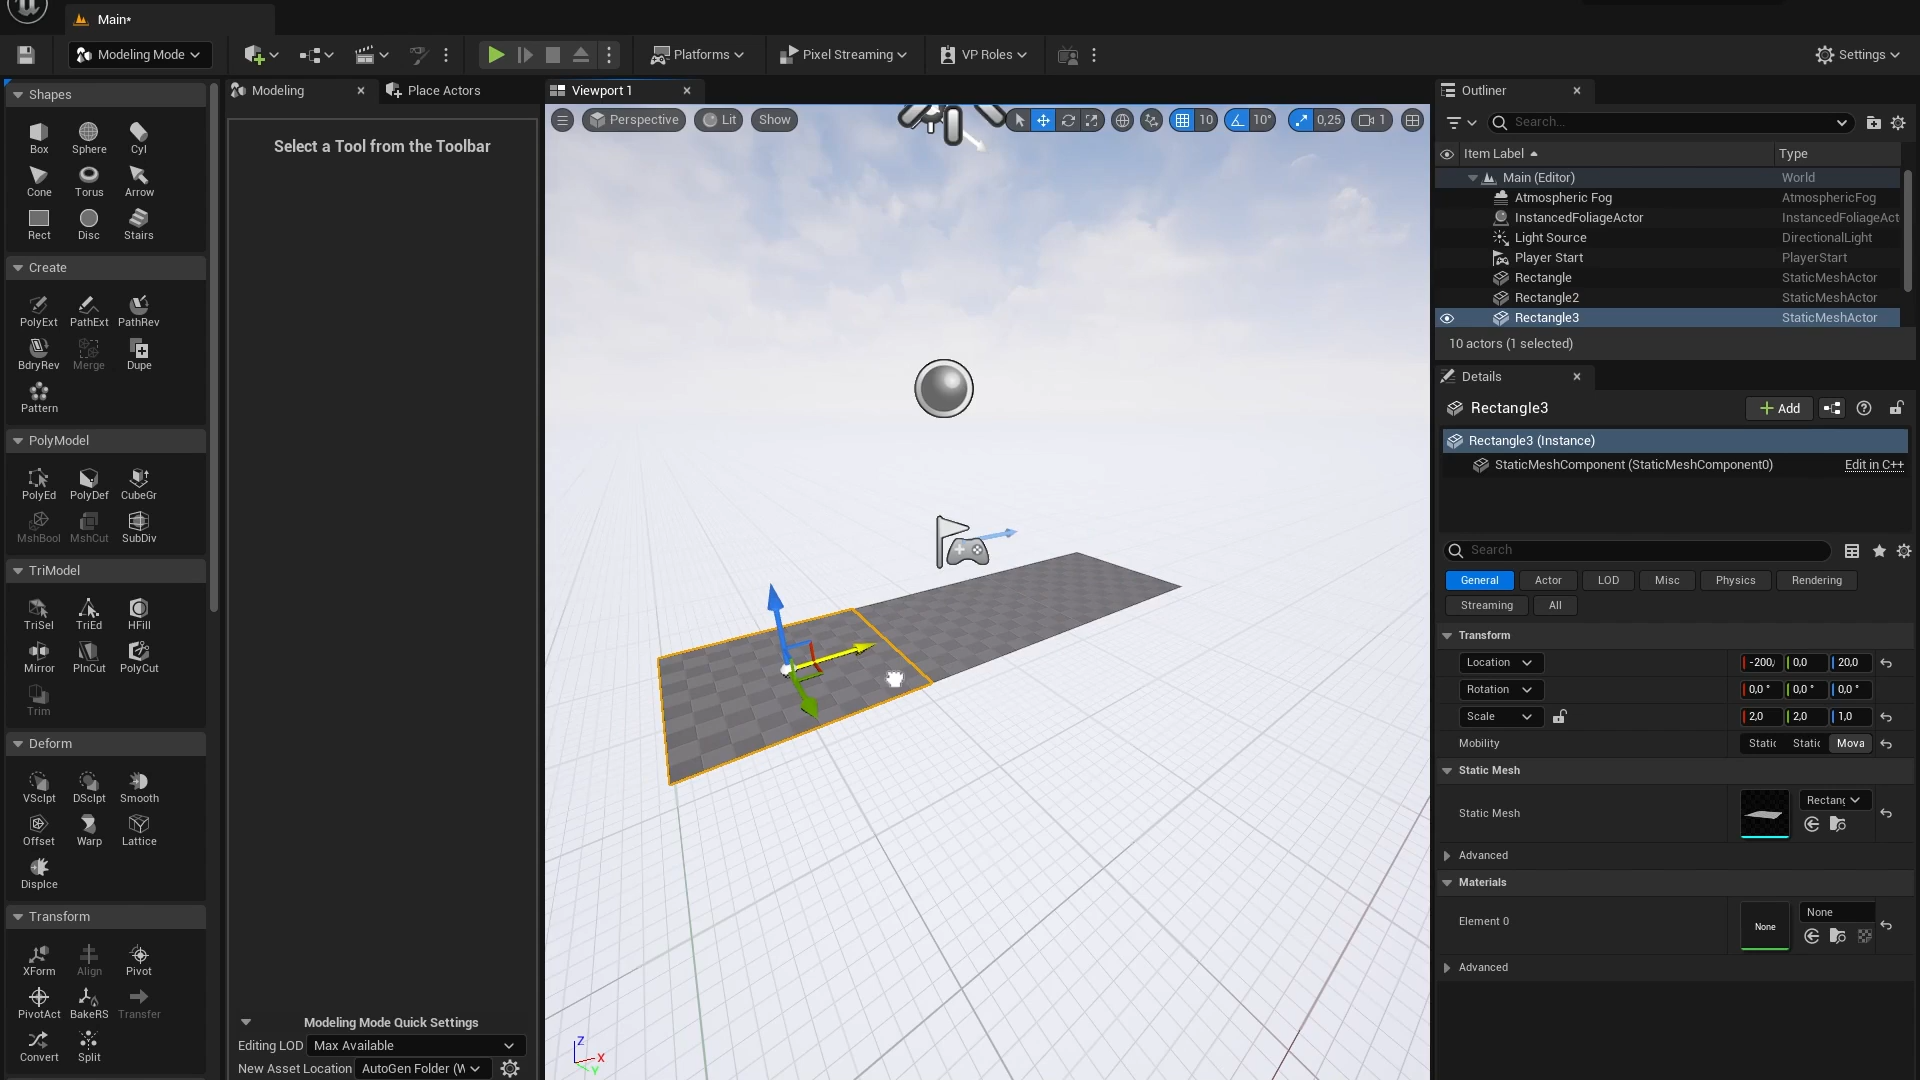 Main*
Modeling Mode
Platforms
Pixel Streaming
VP Roles
Settings
Shapes
Box Sphere Cyl
Cone Torus Arrow
Rect Disc Stairs
Create
PolyExt PathExt PathRev
BdryRev Merge Dupe
Pattern
PolyModel
PolyEd PolyDef CubeGr
MshBool MshCut SubDiv
TriModel
TriSel TriEd HFill
Mirror PlnCut PolyCut
Trim
Deform
VSclpt DSclpt Smooth
Offset Warp Lattice
Displce
Transform
XForm Align Pivot
PivotAct BakeRS Transfer
Convert Split
Modeling
Place Actors
Select a Tool from the Toolbar
Modeling Mode Quick Settings
Editing LOD Max Available
New Asset Location AutoGen Folder (W
Viewport 1
Perspective Lit Show
10 10° 0,25 1
Z
X
Y
Outliner
Search...
Item Label Type
Main (Editor) World
Atmospheric Fog AtmosphericFog
InstancedFoliageActor InstancedFoliageAct
Light Source DirectionalLight
Player Start PlayerStart
Rectangle StaticMeshActor
Rectangle2 StaticMeshActor
Rectangle3 StaticMeshActor
10 actors (1 selected)
Details
Rectangle3
Add
Rectangle3 (Instance)
StaticMeshComponent (StaticMeshComponent0) Edit in C++
Search
General Actor LOD Misc Physics Rendering
Streaming All
Transform
Location -200, 0,0 20,0
Rotation 0,0 ° 0,0 ° 0,0 °
Scale 2,0 2,0 1,0
Mobility Static Static Mova
Static Mesh
Static Mesh Rectang
Advanced
Materials
Element 0 None None
Advanced